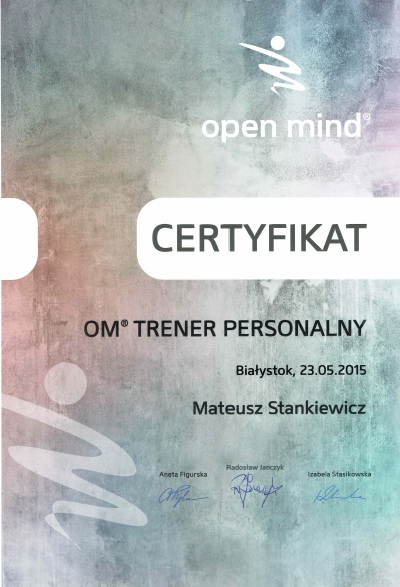 open mind®
CERTYFIKAT
OM® TRENER PERSONALNY
Białystok, 23.05.2015
Mateusz Stankiewicz
Aneta Figurska
Radosław Janczyk
Izabela Stasikowska